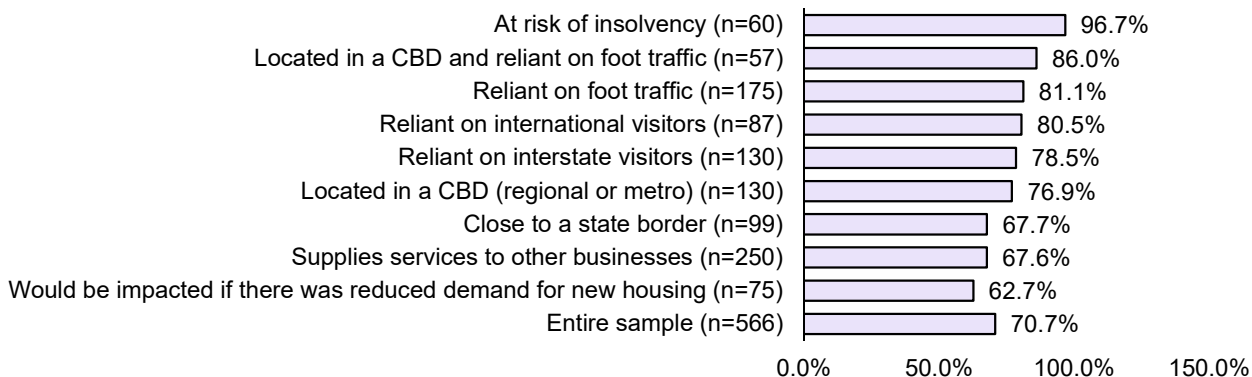 At risk of insolvency (n=60) 96.7%
Located in a CBD and reliant on foot traffic (n=57) 86.0%
Reliant on foot traffic (n=175) 81.1%
Reliant on international visitors (n=87) 80.5%
Reliant on interstate visitors (n=130) 78.5%
Located in a CBD (regional or metro) (n=130) 76.9%
Close to a state border (n=99) 67.7%
Supplies services to other businesses (n=250) 67.6%
Would be impacted if there was reduced demand for new housing (n=75) 62.7%
Entire sample (n=566) 70.7%
0.0% 50.0% 100.0% 150.0%